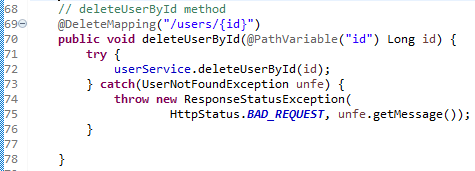 68 // deleteUserById method
69 @DeleteMapping("/users/{id}")
70 public void deleteUserById(@PathVariable("id") Long id) {
71 try {
72 userService.deleteUserById(id);
73 } catch(UserNotFoundException unfe) {
74 throw new ResponseStatusException(
75 HttpStatus.BAD_REQUEST, unfe.getMessage());
76 }
77
78 }